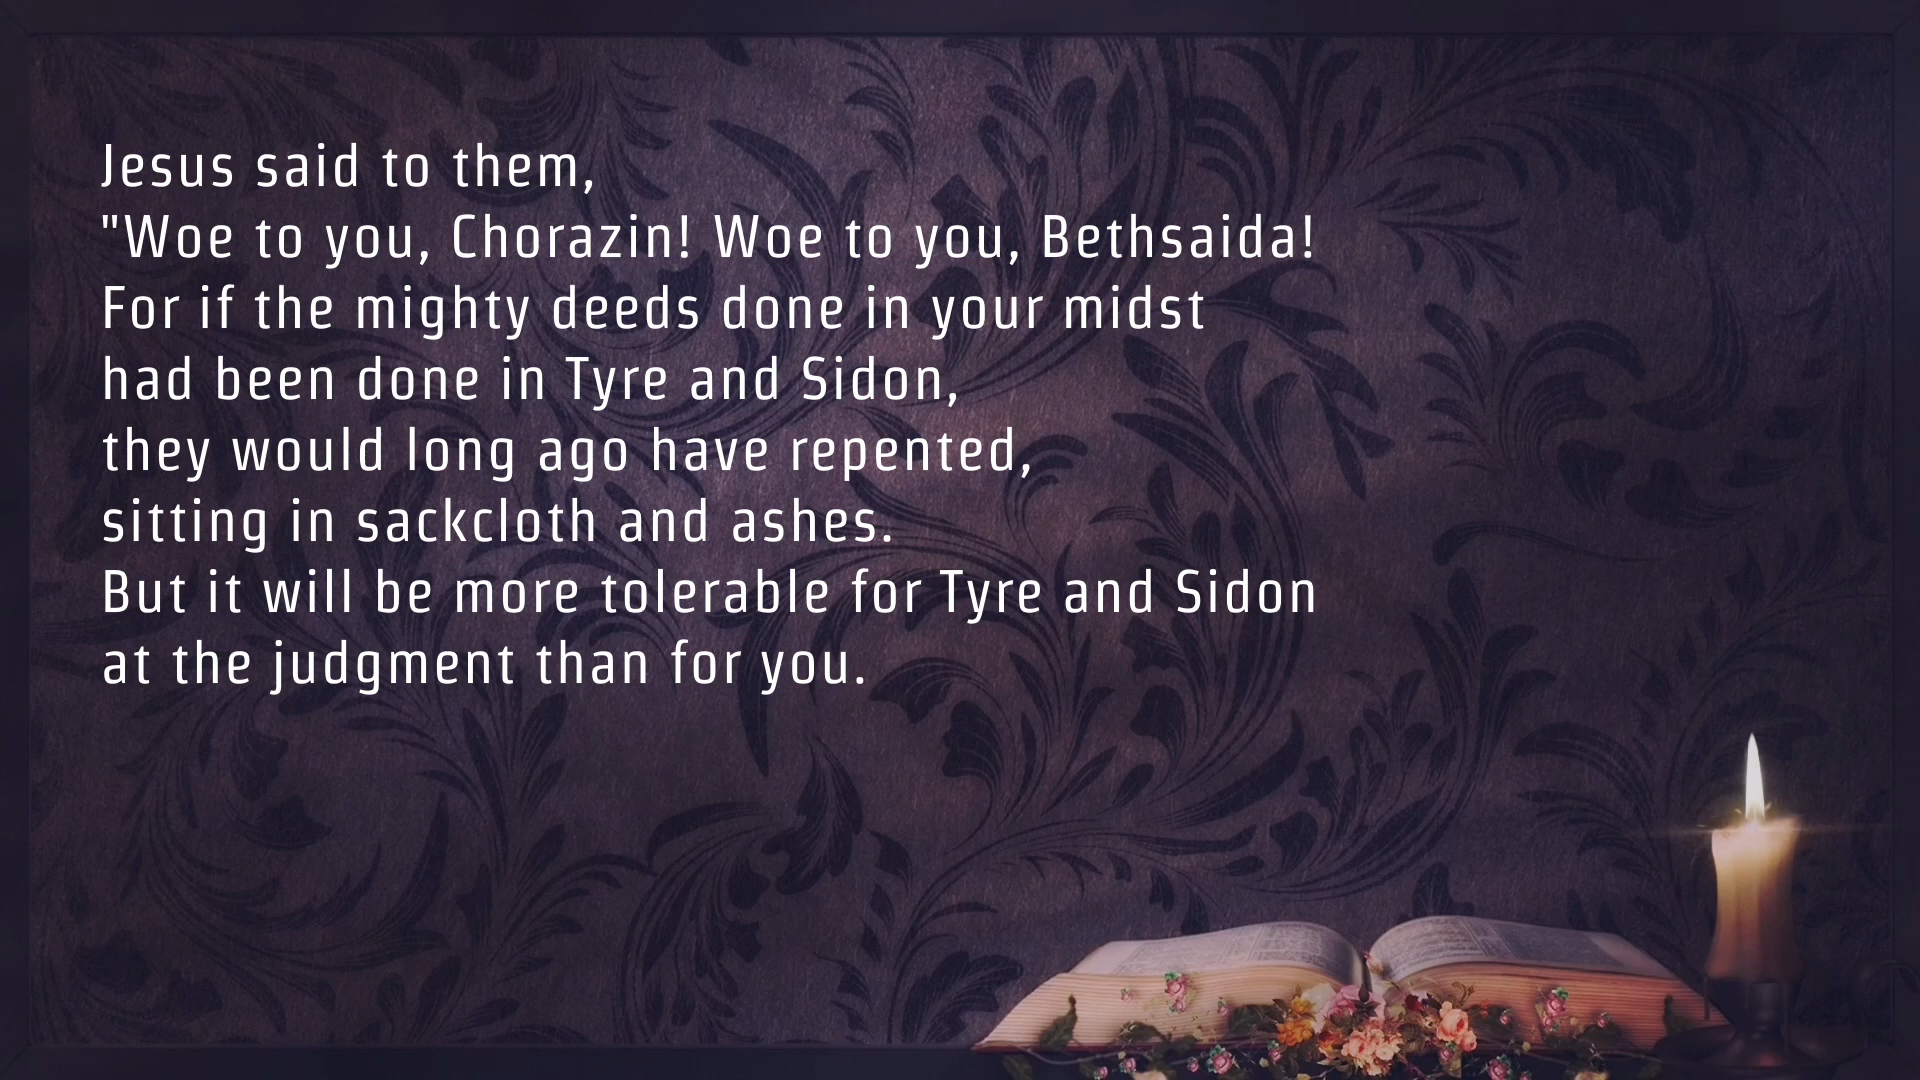 Jesus said to them,
"Woe to you, Chorazin! Woe to you, Bethsaida!
For if the mighty deeds done in your midst
had been done in Tyre and Sidon,
they would long ago have repented,
sitting in sackcloth and ashes.
But it will be more tolerable for Tyre and Sidon
at the judgment than for you.